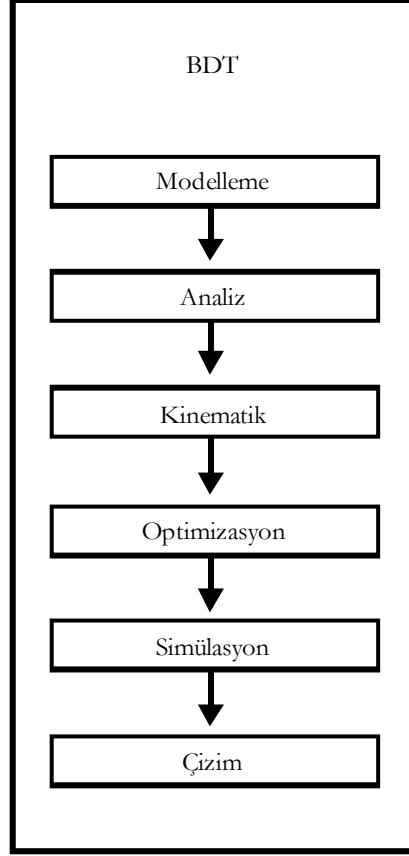 BDT
Modelleme
Analiz
Kinematik
Optimizasyon
Simülasyon
Çizim